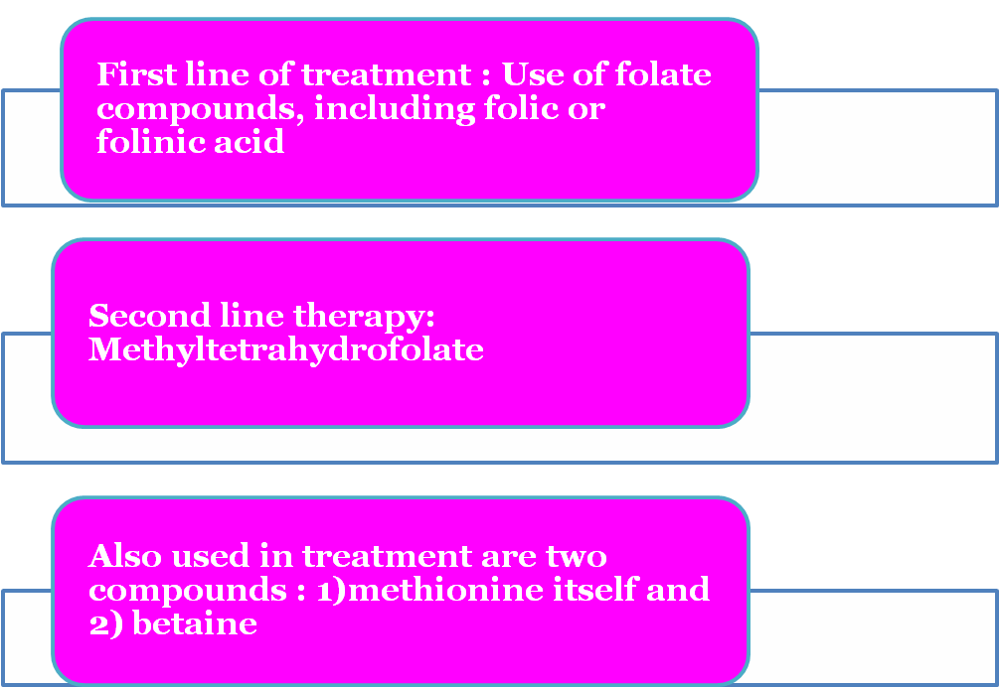 First line of treatment : Use of folate
compounds, including folic or
folinic acid
Second line therapy:
Methyltetrahydrofolate
Also used in treatment are two
compounds : 1)methionine itself and
2) betaine